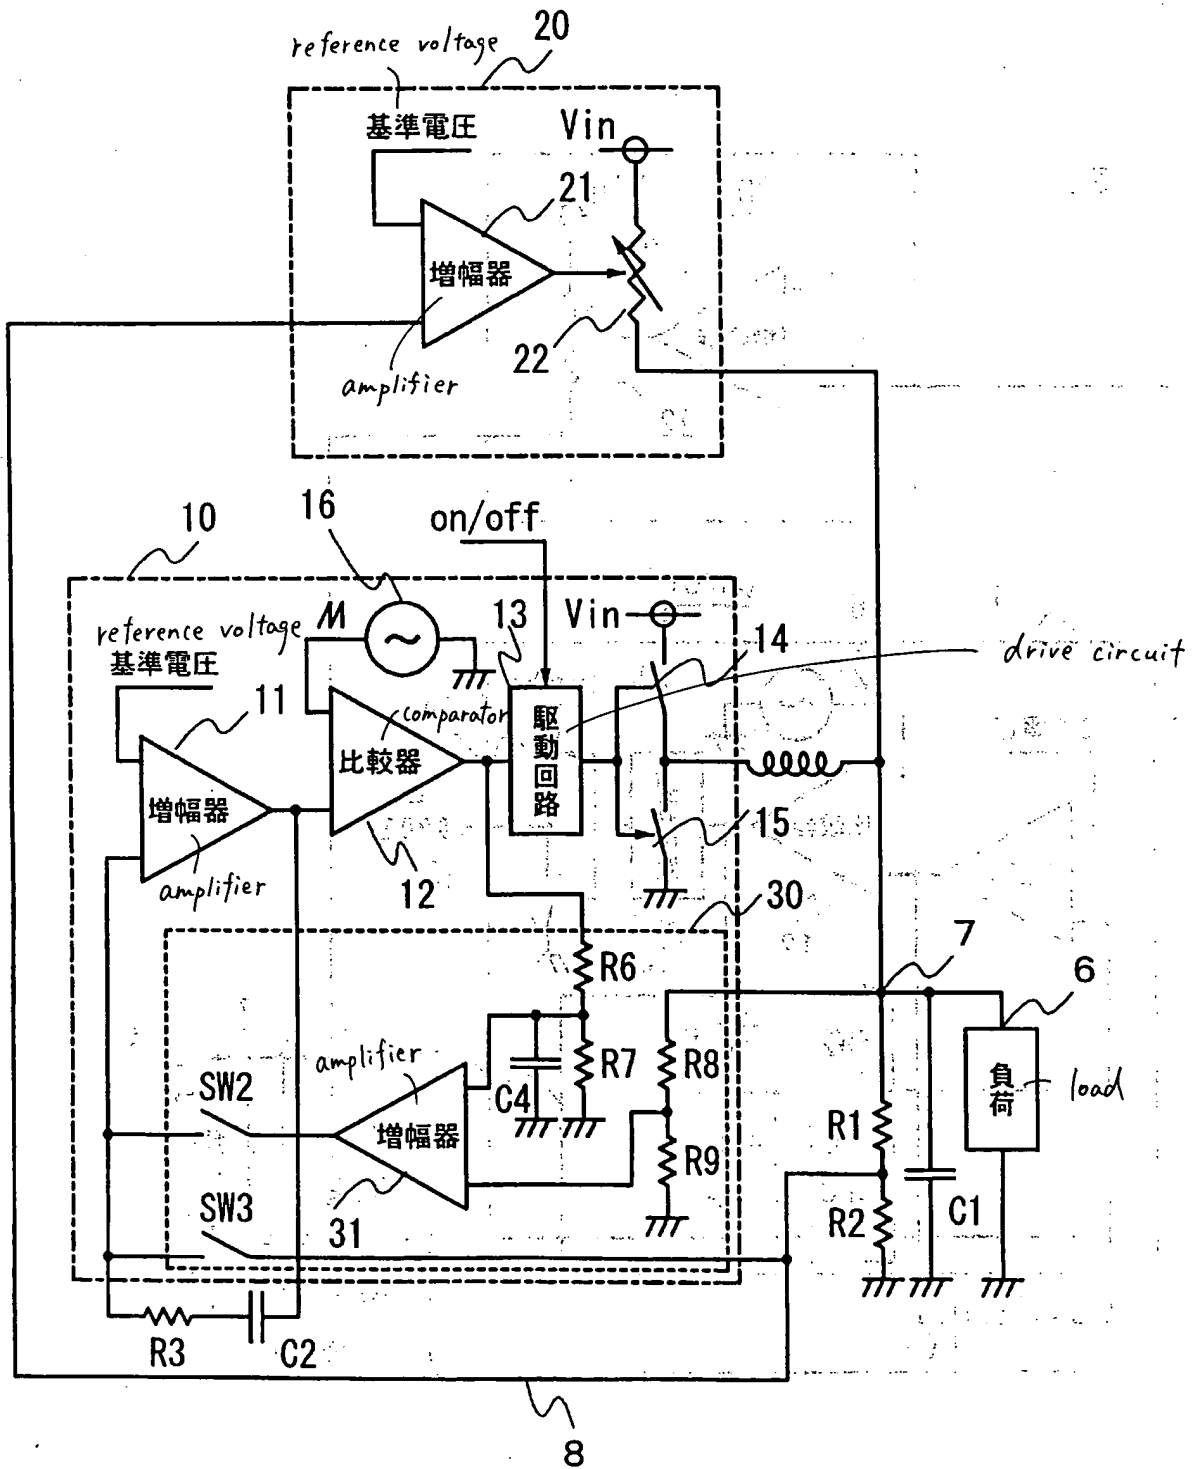 reference voltage
20
基準電圧
Vin
21
増幅器
22
amplifier
16
on/off
10
13
Vin
14
drive circuit
reference voltage
基準電圧
11
comparator
比較器
駆動回路
増幅器
15
amplifier
12
30
7
6
R6
amplifier
R7
R8
負荷
load
SW2
C4
増幅器
R1
R9
SW3
31
R2
C1
R3
C2
8